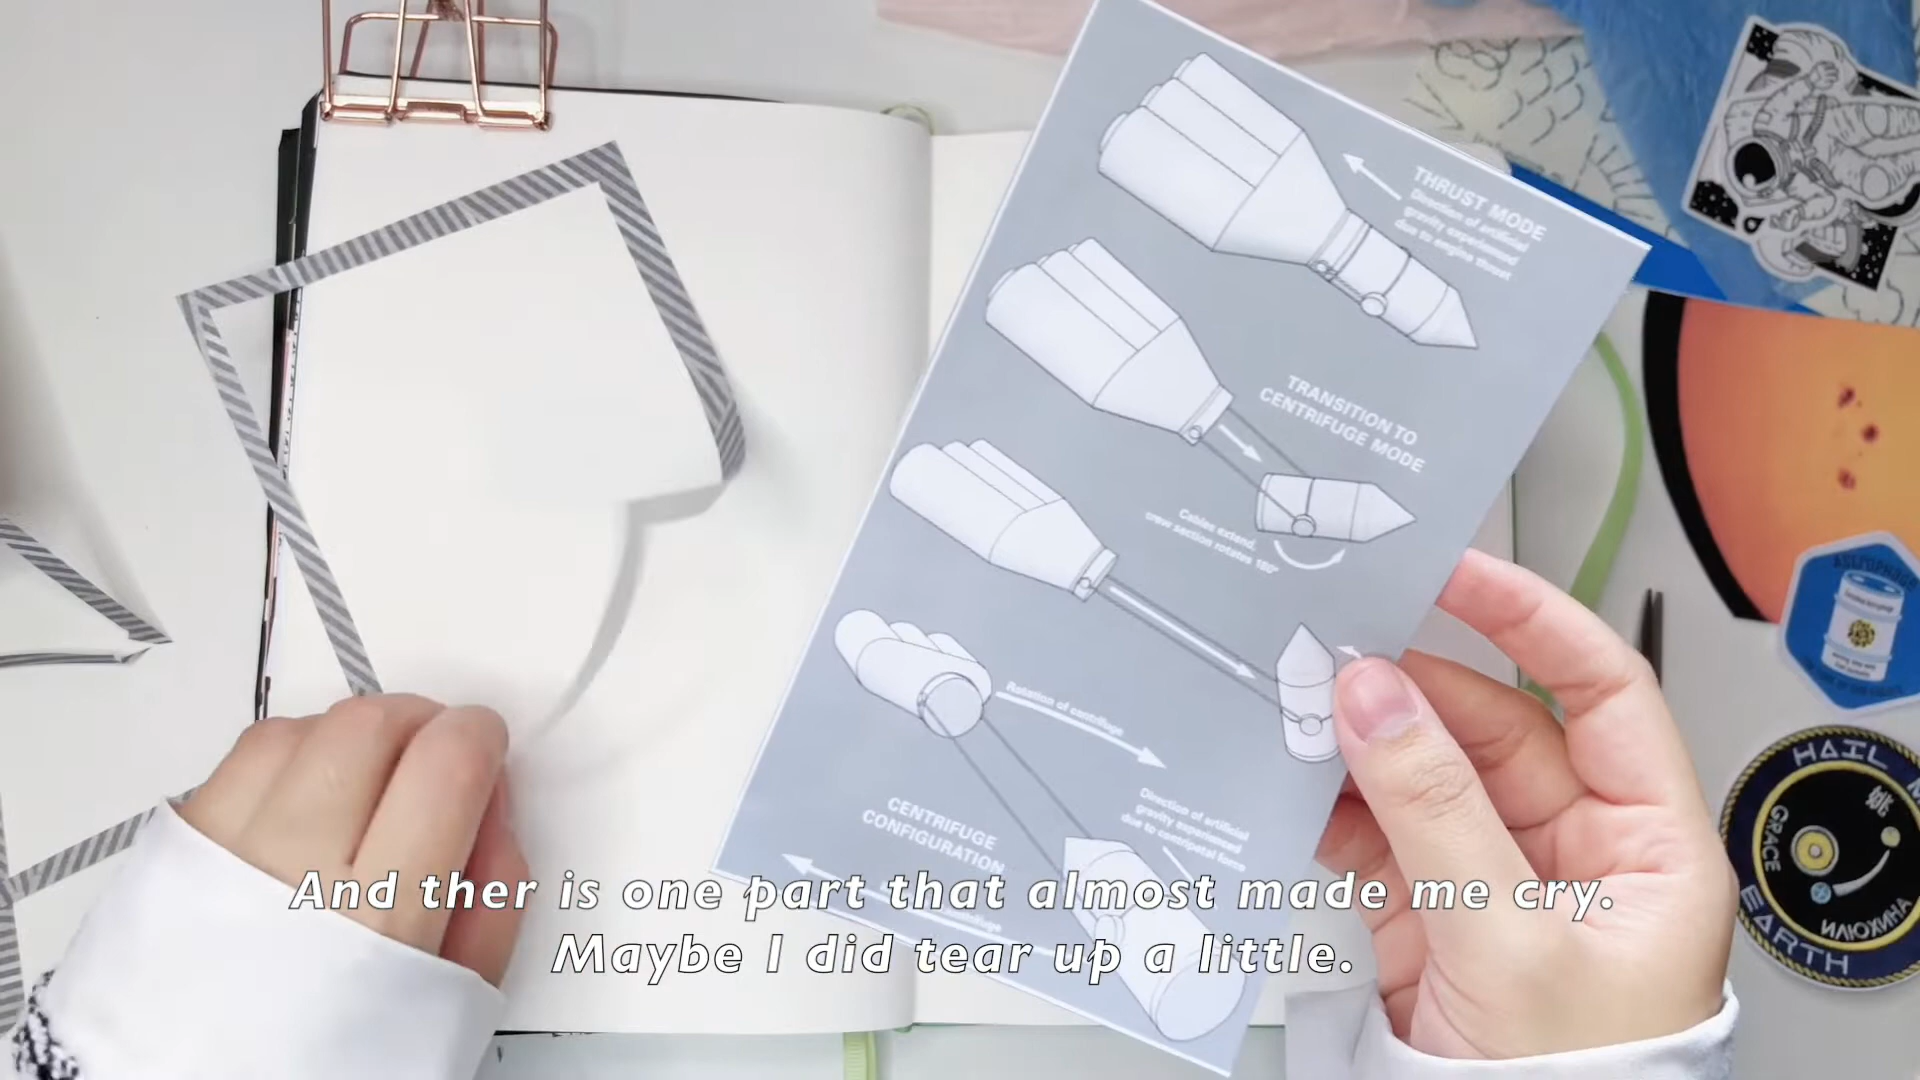 THRUST MODE
Direction of artificial
gravity experienced
due to engine thrust
TRANSITION TO
CENTRIFUGE MODE
Cables extend,
crew section rotates 180°
Rotation of centrifuge
CENTRIFUGE
CONFIGURATION
Direction of artificial
gravity experienced
due to centripetal force
ASTROPHAGE
HAIL M
GRACE
姚
ИЛЮХИНА
EARTH
And ther is one part that almost made me cry.
Maybe I did tear up a little.